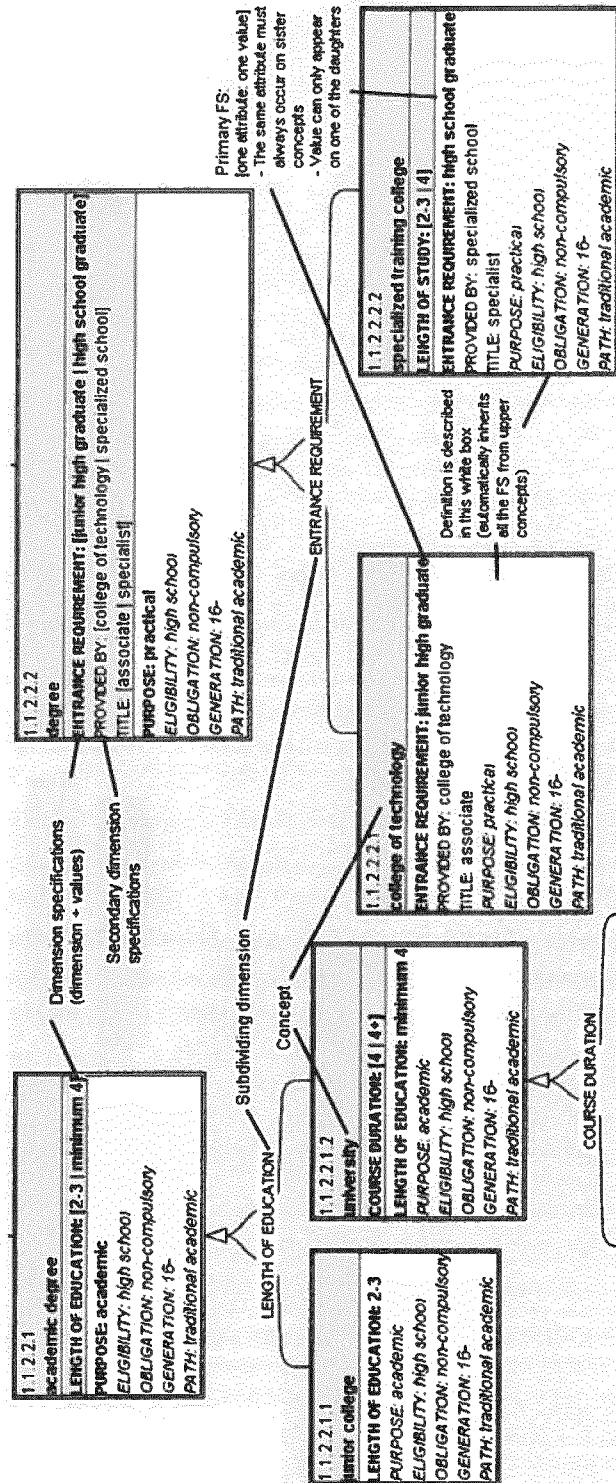 1.1.2.2.1
academic degree
LENGTH OF EDUCATION: [2-3 | minimum 4]
PURPOSE: academic
ELIGIBILITY: high school
OBLIGATION: non-compulsory
GENERATION: 16-
PATH: traditional academic
Dimension specifications
(dimension + values)
Secondary dimension
specifications
1.1.2.2.2
degree
ENTRANCE REQUIREMENT: [junior high graduate | high school graduate]
PROVIDED BY: [college of technology | specialized school]
TITLE: [associate | specialist]
PURPOSE: practical
ELIGIBILITY: high school
OBLIGATION: non-compulsory
GENERATION: 16-
PATH: traditional academic
Primary FS:
[one attribute: one value]
- The same attribute must
always occur on sister
concepts
- Value can only appear
on one of the daughters
LENGTH OF EDUCATION
Subdividing dimension
ENTRANCE REQUIREMENT
Concept
1.1.2.2.1.1
junior college
LENGTH OF EDUCATION: 2-3
PURPOSE: academic
ELIGIBILITY: high school
OBLIGATION: non-compulsory
GENERATION: 16-
PATH: traditional academic
1.1.2.2.1.2
university
COURSE DURATION: [4 | 4+]
LENGTH OF EDUCATION: minimum 4
PURPOSE: academic
ELIGIBILITY: high school
OBLIGATION: non-compulsory
GENERATION: 16-
PATH: traditional academic
1.1.2.2.2.1
college of technology
ENTRANCE REQUIREMENT: junior high graduate
PROVIDED BY: college of technology
TITLE: associate
PURPOSE: practical
ELIGIBILITY: high school
OBLIGATION: non-compulsory
GENERATION: 16-
PATH: traditional academic
Definition is described
in this white box
(automatically inherits
all the FS from upper
concepts)
1.1.2.2.2.2
specialized training college
LENGTH OF STUDY: [2-3 | 4]
ENTRANCE REQUIREMENT: high school graduate
PROVIDED BY: specialized school
TITLE: specialist
PURPOSE: practical
ELIGIBILITY: high school
OBLIGATION: non-compulsory
GENERATION: 16-
PATH: traditional academic
COURSE DURATION